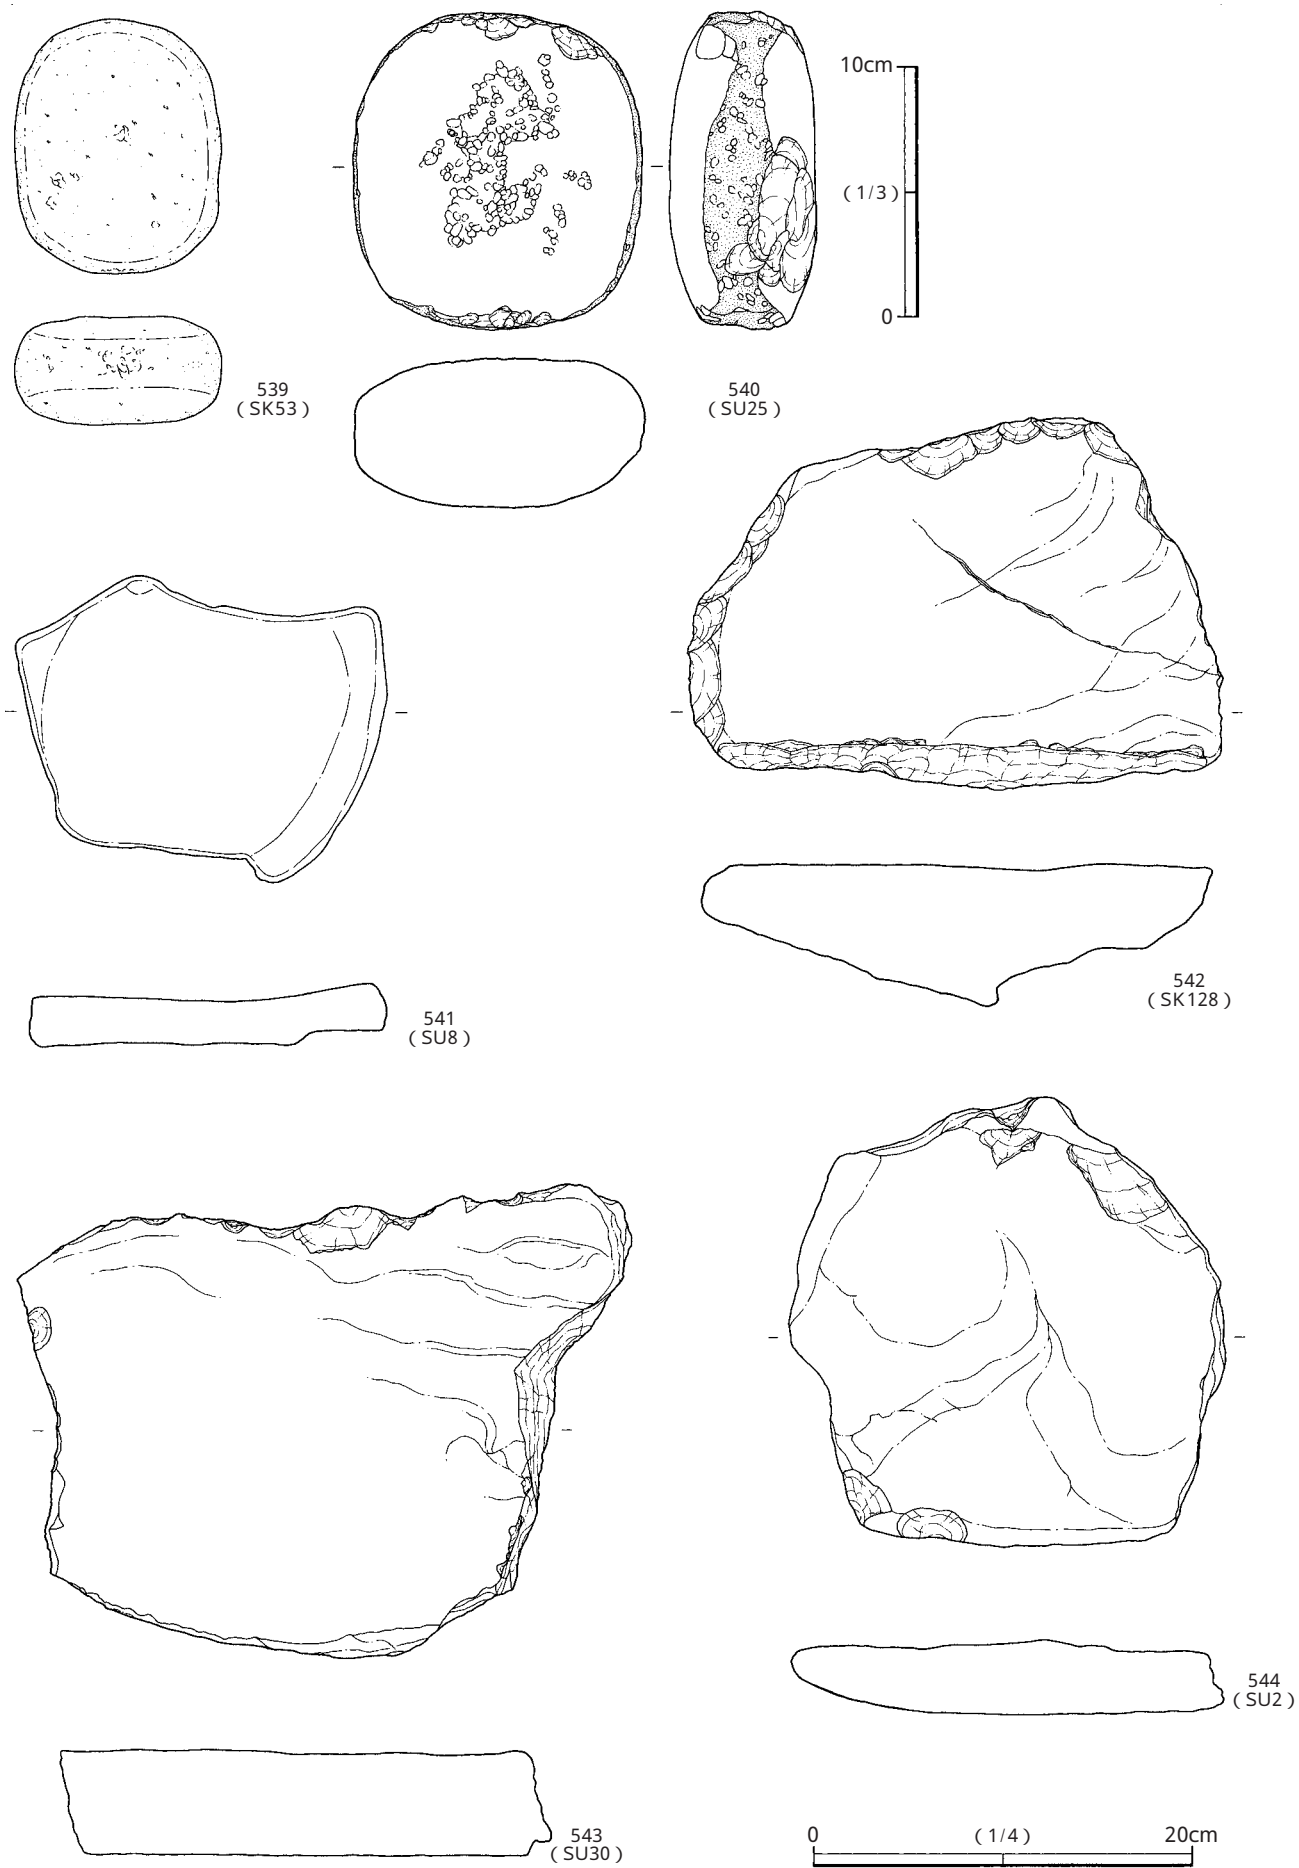 10cm
(1/3)
0
539
(SK53)
540
(SU25)
541
(SU8)
542
(SK128)
543
(SU30)
544
(SU2)
0 (1/4) 20cm